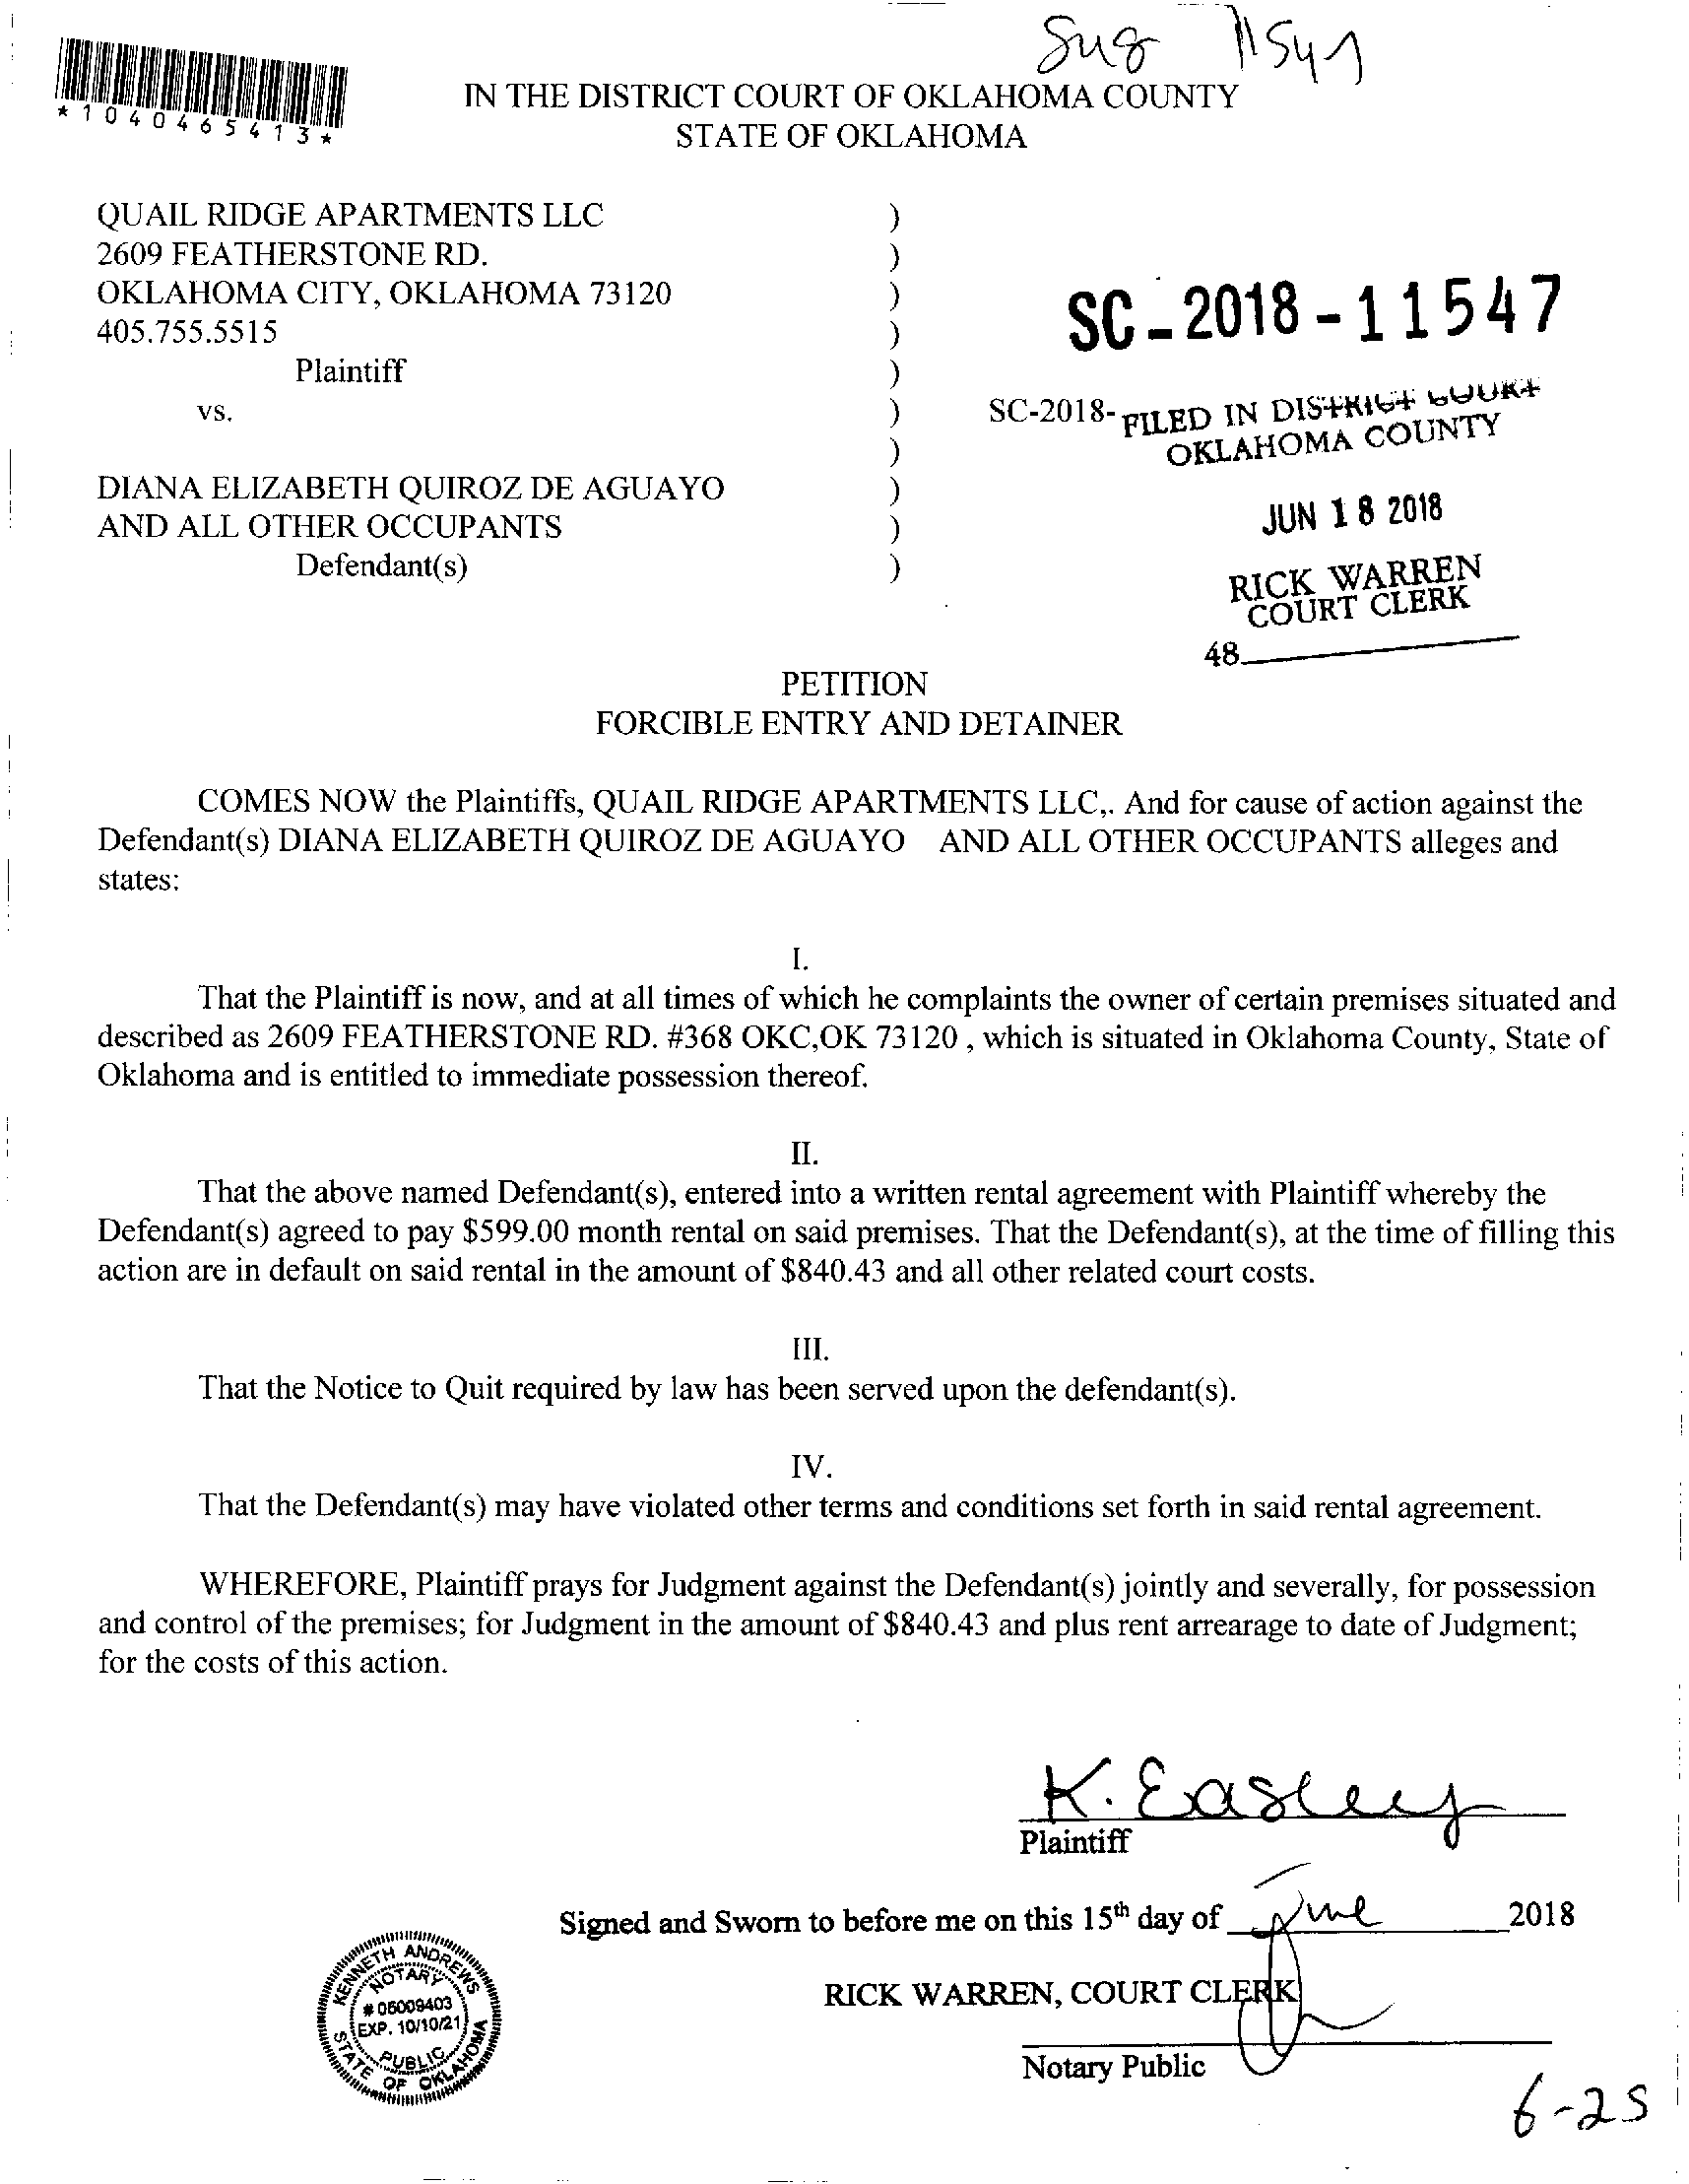 *1040465413*
IN THE DISTRICT COURT OF OKLAHOMA COUNTY
STATE OF OKLAHOMA
QUAIL RIDGE APARTMENTS LLC )
2609 FEATHERSTONE RD. )
OKLAHOMA CITY, OKLAHOMA 73120 )
405.755.5515 )
Plaintiff )
vs. )
)
DIANA ELIZABETH QUIROZ DE AGUAYO )
AND ALL OTHER OCCUPANTS )
Defendant(s) )
SC-2018-11547
SC-2018- FILED IN DISTRICT COURT
OKLAHOMA COUNTY
JUN 18 2018
RICK WARREN
COURT CLERK
48
PETITION
FORCIBLE ENTRY AND DETAINER
COMES NOW the Plaintiffs, QUAIL RIDGE APARTMENTS LLC,. And for cause of action against the
Defendant(s) DIANA ELIZABETH QUIROZ DE AGUAYO AND ALL OTHER OCCUPANTS alleges and
states:
I.
That the Plaintiff is now, and at all times of which he complaints the owner of certain premises situated and
described as 2609 FEATHERSTONE RD. #368 OKC,OK 73120 , which is situated in Oklahoma County, State of
Oklahoma and is entitled to immediate possession thereof.
II.
That the above named Defendant(s), entered into a written rental agreement with Plaintiff whereby the
Defendant(s) agreed to pay $599.00 month rental on said premises. That the Defendant(s), at the time of filling this
action are in default on said rental in the amount of $840.43 and all other related court costs.
III.
That the Notice to Quit required by law has been served upon the defendant(s).
IV.
That the Defendant(s) may have violated other terms and conditions set forth in said rental agreement.
WHEREFORE, Plaintiff prays for Judgment against the Defendant(s) jointly and severally, for possession
and control of the premises; for Judgment in the amount of $840.43 and plus rent arrearage to date of Judgment;
for the costs of this action.
K. Easley
Plaintiff
Signed and Sworn to before me on this 15th day of June 2018
RICK WARREN, COURT CLERK
Notary Public
KENNETH ANDREWS
NOTARY
# 06009403
EXP. 10/10/21
PUBLIC
STATE OF OKLAHOMA
6-25